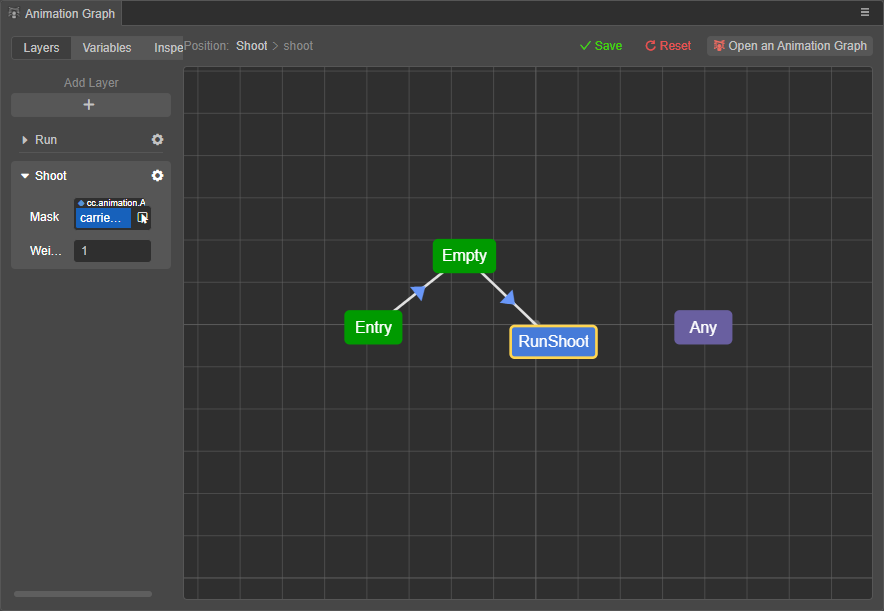 Animation Graph
Layers Variables Inspe
Position: Shoot > shoot
Save Reset Open an Animation Graph
Add Layer
+
Run
Shoot
cc.animation.A
Mask carrie...
Wei... 1
Empty
Entry
RunShoot
Any